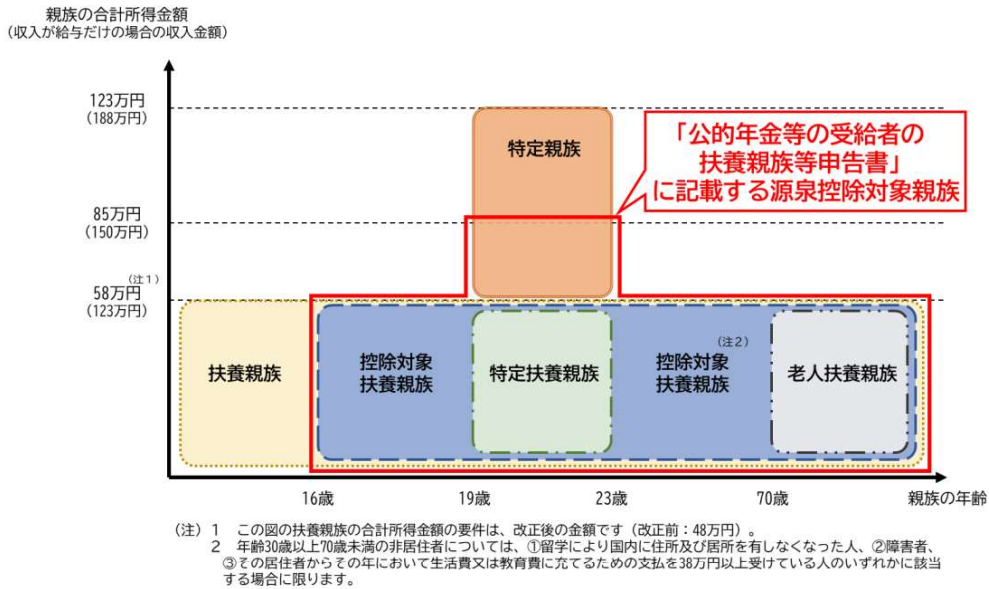 親族の合計所得金額
(収入が給与だけの場合の収入金額)
123万円
(188万円)
特定親族
「公的年金等の受給者の
扶養親族等申告書」
に記載する源泉控除対象親族
85万円
(150万円)
(注1)
58万円
(123万円)
扶養親族
控除対象
扶養親族
特定扶養親族
(注2)
控除対象
扶養親族
老人扶養親族
16歳
19歳
23歳
70歳
親族の年齢
(注) 1 この図の扶養親族の合計所得金額の要件は、改正後の金額です(改正前:48万円)。
2 年齢30歳以上70歳未満の非居住者については、①留学により国内に住所及び居所を有しなくなった人、②障害者、
③その居住者からその年において生活費又は教育費に充てるための支払を38万円以上受けている人のいずれかに該当
する場合に限ります。